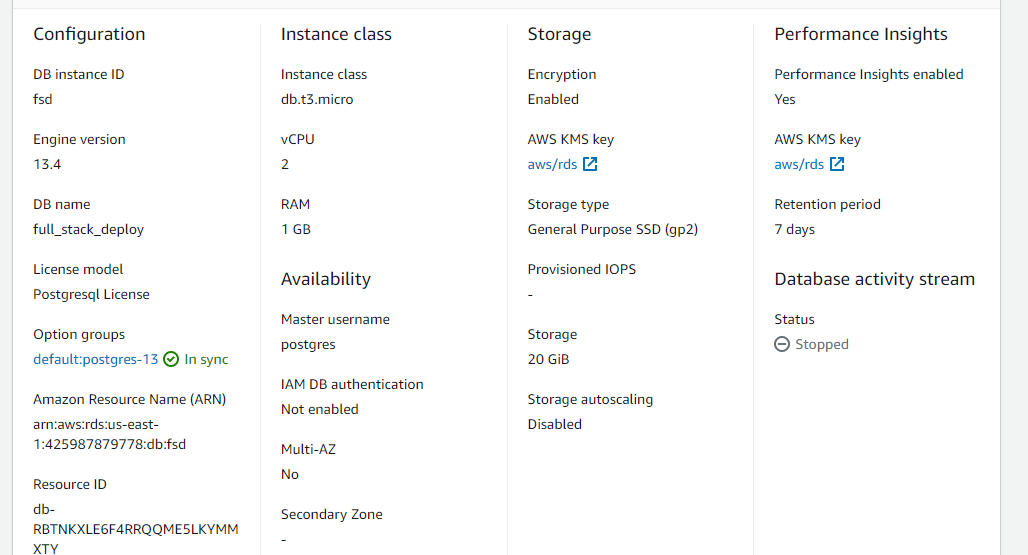 Configuration
DB instance ID
fsd
Engine version
13.4
DB name
full_stack_deploy
License model
Postgresql License
Option groups
default:postgres-13 In sync
Amazon Resource Name (ARN)
arn:aws:rds:us-east-
1:425987879778:db:fsd
Resource ID
db-
RBTNKXLE6F4RRQQME5LKYMM
XTY
Instance class
Instance class
db.t3.micro
vCPU
2
RAM
1 GB
Availability
Master username
postgres
IAM DB authentication
Not enabled
Multi-AZ
No
Secondary Zone
-
Storage
Encryption
Enabled
AWS KMS key
aws/rds
Storage type
General Purpose SSD (gp2)
Provisioned IOPS
-
Storage
20 GiB
Storage autoscaling
Disabled
Performance Insights
Performance Insights enabled
Yes
AWS KMS key
aws/rds
Retention period
7 days
Database activity stream
Status
Stopped